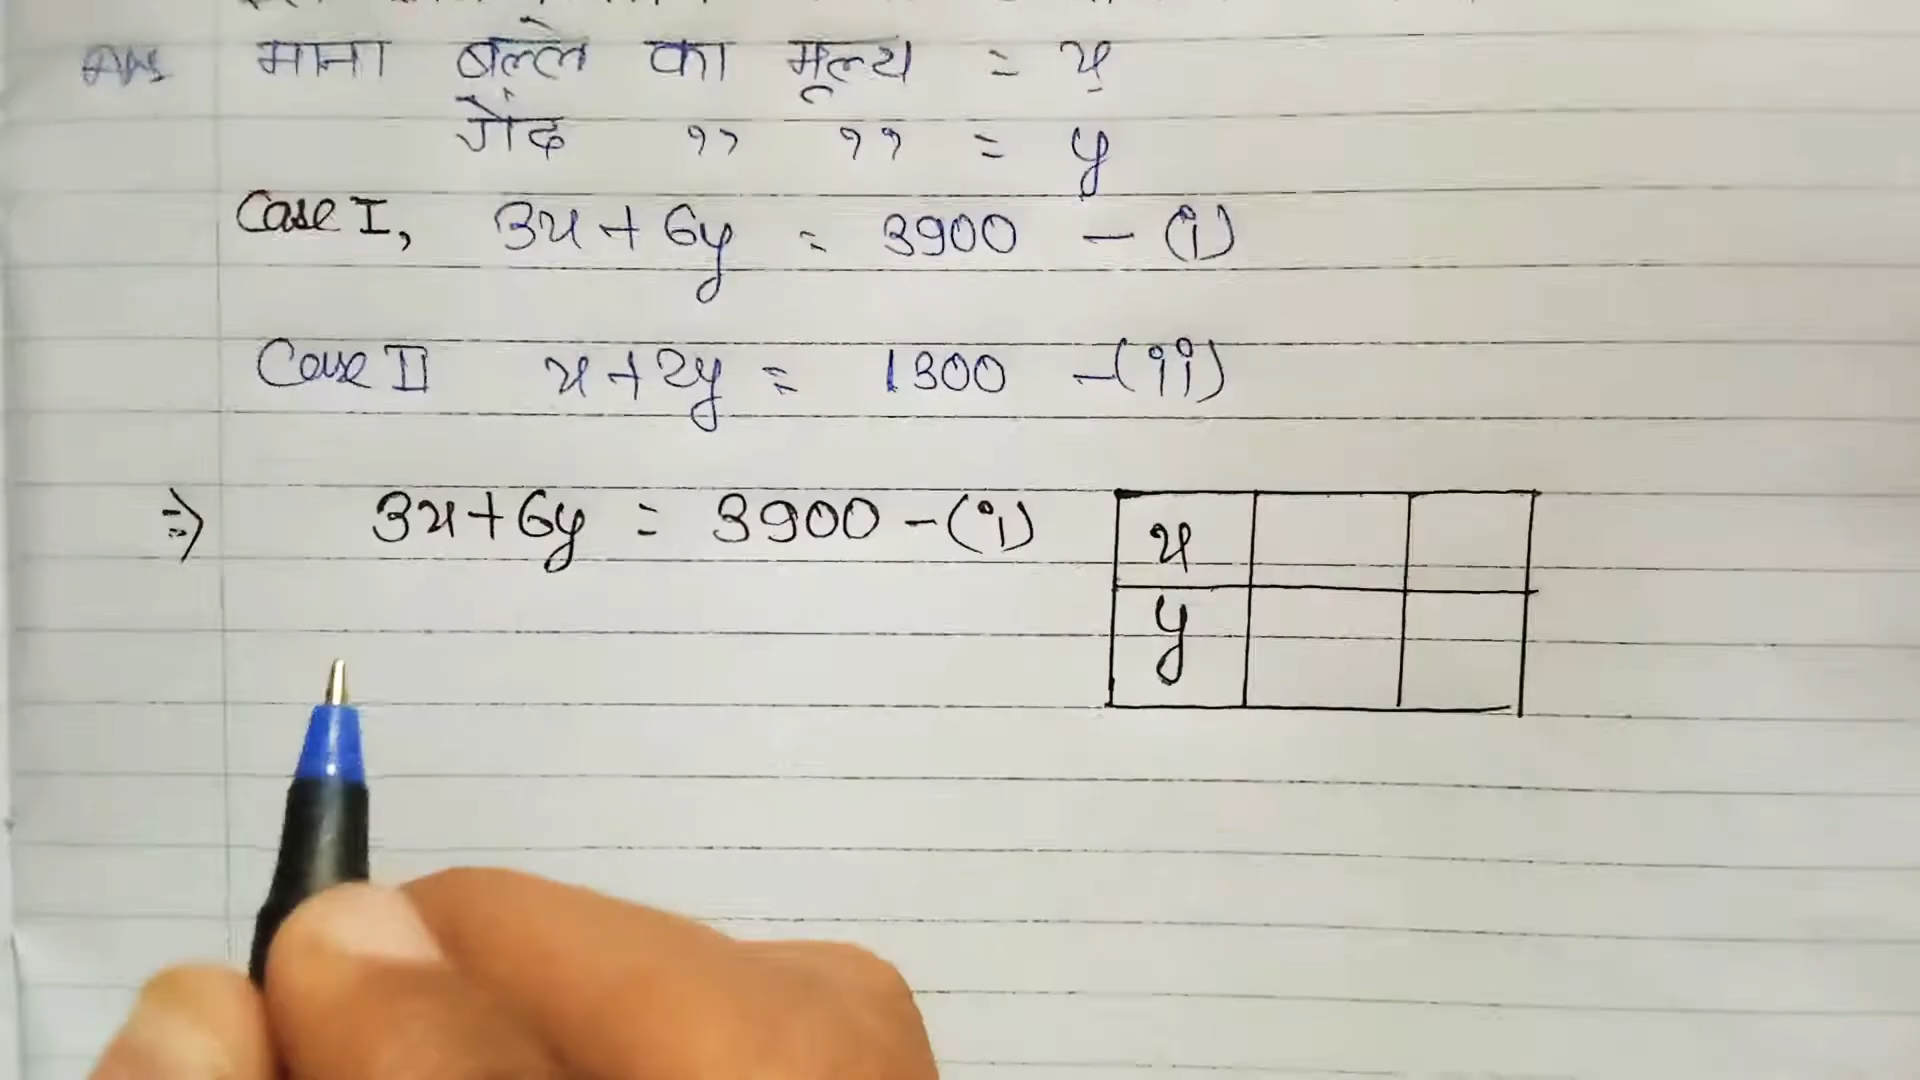 Ans माना बल्ले का मूल्य = x
गेंद ,, ,, = y
Case I, 3x + 6y = 3900 - (i)
Case II x + 2y = 1300 - (ii)
⇒ 3x + 6y = 3900 - (i)
x
y